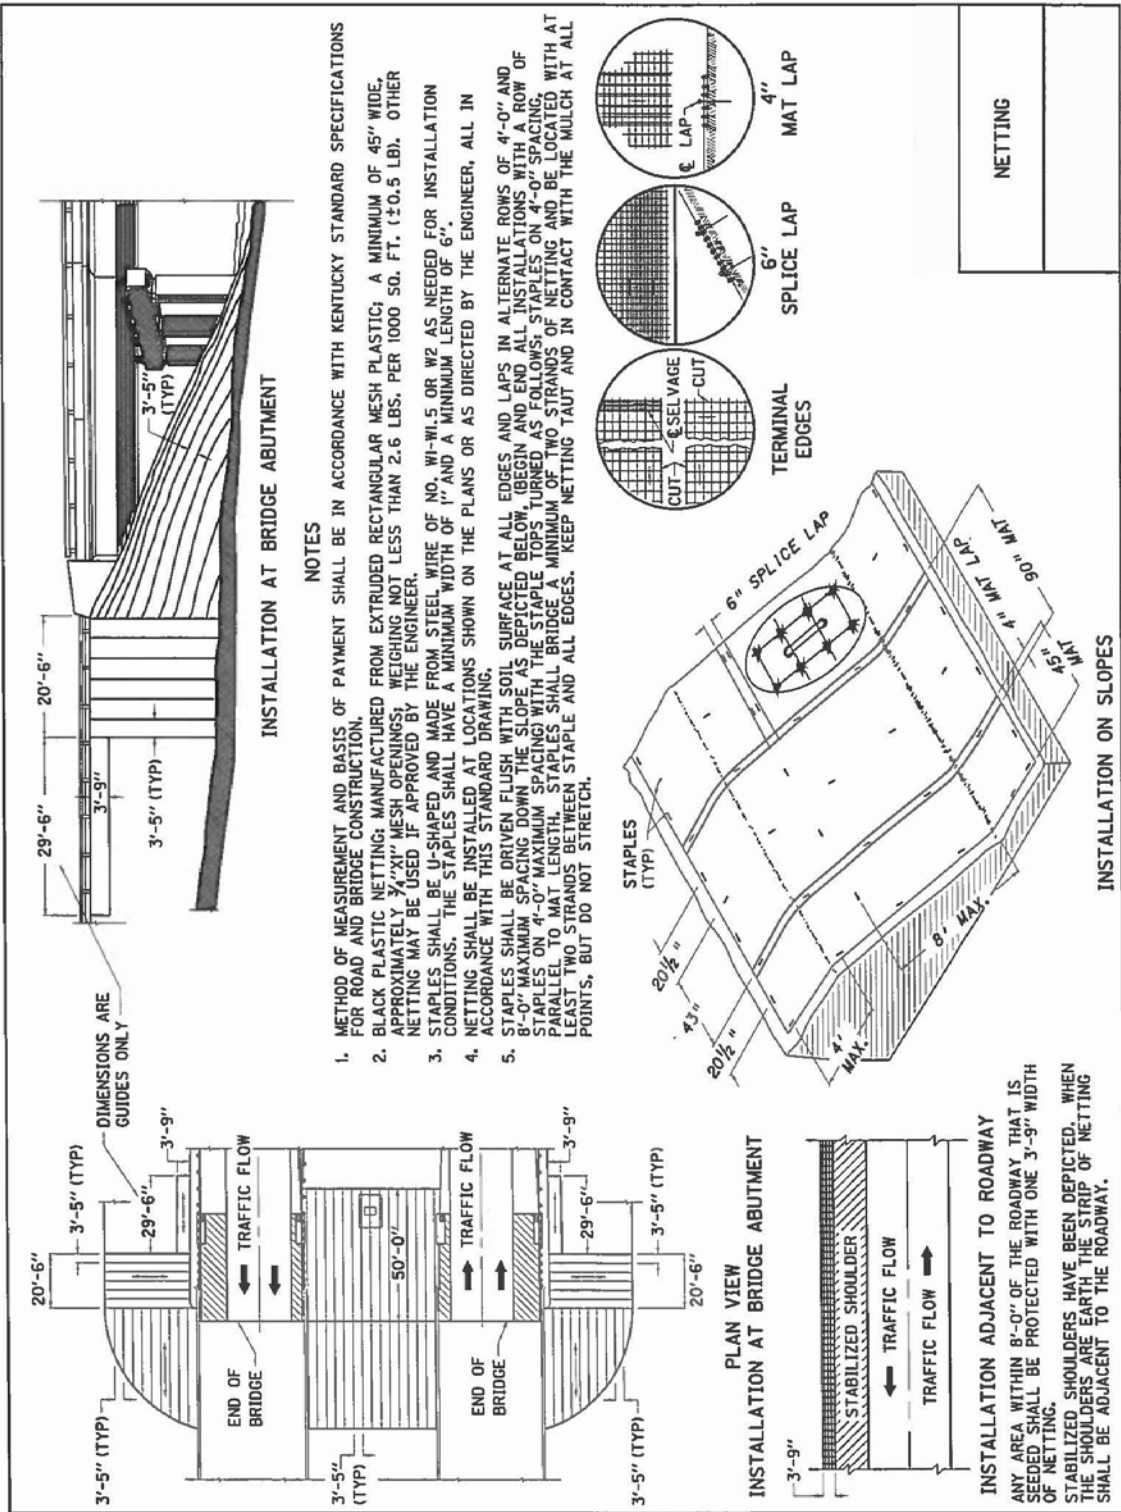 DIMENSIONS ARE
GUIDES ONLY
3'-5" (TYP)
20'-6"
29'-6"
3'-9"
TRAFFIC FLOW
END OF
BRIDGE
50'-0"
3'-5" (TYP)
3'-5"
(TYP)
END OF
BRIDGE
TRAFFIC FLOW
3'-9"
29'-6"
3'-5" (TYP)
20'-6"
3'-5" (TYP)
PLAN VIEW
INSTALLATION AT BRIDGE ABUTMENT
29'-6"
20'-6"
3'-9"
3'-5" (TYP)
3'-5"
(TYP)
INSTALLATION AT BRIDGE ABUTMENT
NOTES
1. METHOD OF MEASUREMENT AND BASIS OF PAYMENT SHALL BE IN ACCORDANCE WITH KENTUCKY STANDARD SPECIFICATIONS
FOR ROAD AND BRIDGE CONSTRUCTION.
2. BLACK PLASTIC NETTING: MANUFACTURED FROM EXTRUDED RECTANGULAR MESH PLASTIC; A MINIMUM OF 45" WIDE,
APPROXIMATELY 3/4"X1" MESH OPENINGS; WEIGHING NOT LESS THAN 2.6 LBS. PER 1000 SQ. FT. (±0.5 LB). OTHER
NETTING MAY BE USED IF APPROVED BY THE ENGINEER.
3. STAPLES SHALL BE U-SHAPED AND MADE FROM STEEL WIRE OF NO. W1-W1.5 OR W2 AS NEEDED FOR INSTALLATION
CONDITIONS. THE STAPLES SHALL HAVE A MINIMUM WIDTH OF 1" AND A MINIMUM LENGTH OF 6".
4. NETTING SHALL BE INSTALLED AT LOCATIONS SHOWN ON THE PLANS OR AS DIRECTED BY THE ENGINEER, ALL IN
ACCORDANCE WITH THIS STANDARD DRAWING.
5. STAPLES SHALL BE DRIVEN FLUSH WITH SOIL SURFACE AT ALL EDGES AND LAPS IN ALTERNATE ROWS OF 4'-0" AND
8'-0" MAXIMUM SPACING DOWN THE SLOPE AS DEPICTED BELOW, (BEGIN AND END ALL INSTALLATIONS WITH A ROW OF
STAPLES ON 4'-0" MAXIMUM SPACING) WITH THE STAPLE TOPS TURNED AS FOLLOWS: STAPLES ON 4'-0" SPACING,
PARALLEL TO MAT LENGTH. STAPLES SHALL BRIDGE A MINIMUM OF TWO STRANDS OF NETTING AND BE LOCATED WITH AT
LEAST TWO STRANDS BETWEEN STAPLE AND ALL EDGES. KEEP NETTING TAUT AND IN CONTACT WITH THE MULCH AT ALL
POINTS, BUT DO NOT STRETCH.
3'-9"
STABILIZED SHOULDER
TRAFFIC FLOW
TRAFFIC FLOW
INSTALLATION ADJACENT TO ROADWAY
ANY AREA WITHIN 8'-0" OF THE ROADWAY THAT IS
SEEDED SHALL BE PROTECTED WITH ONE 3'-9" WIDTH
OF NETTING.
STABILIZED SHOULDERS HAVE BEEN DEPICTED. WHEN
THE SHOULDERS ARE EARTH THE STRIP OF NETTING
SHALL BE ADJACENT TO THE ROADWAY.
STAPLES
(TYP)
6" SPLICE LAP
20 1/2"
43"
20 1/2"
4'
MAX.
8' MAX.
45"
MAT
4" MAT LAP
90" MAT
INSTALLATION ON SLOPES
CUT
℄ SELVAGE
CUT
TERMINAL
EDGES
6"
SPLICE LAP
℄ LAP
4"
MAT LAP
NETTING